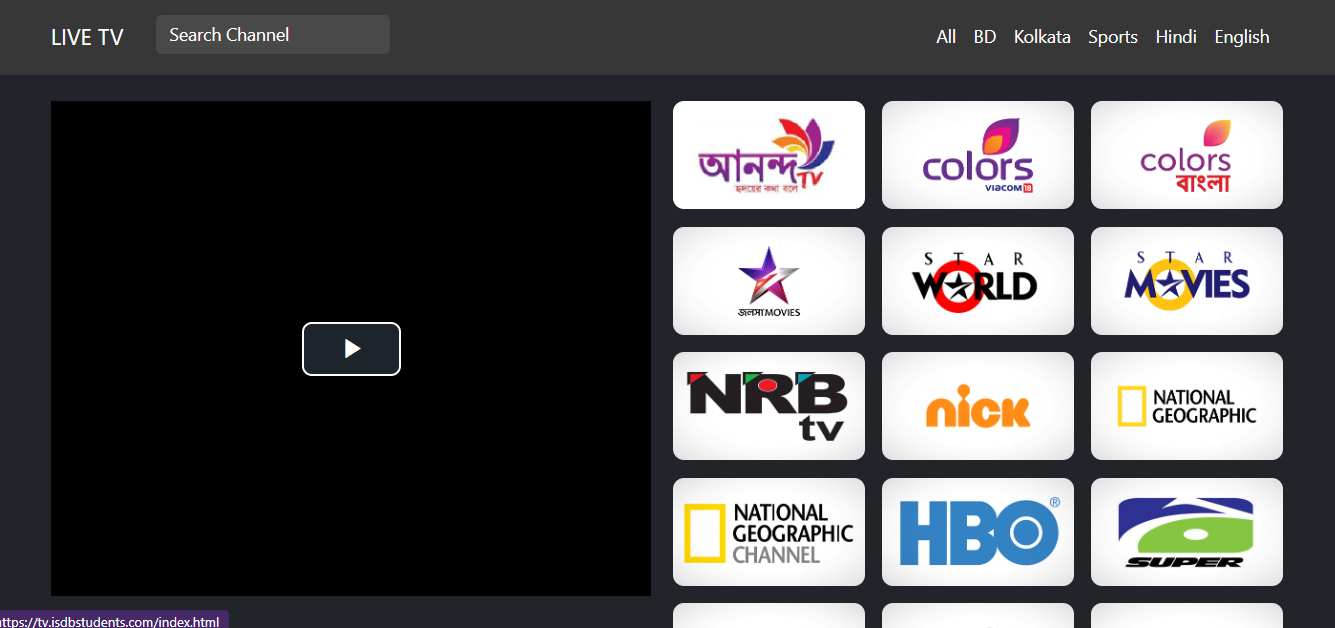 LIVE TV
Search Channel
All BD Kolkata Sports Hindi English
আনন্দ TV
হৃদয়ের কথা বলে
colors
VIACOM 18
colors
বাংলা
জলসা MOVIES
STAR
WORLD
STAR
MOVIES
NRB
tv
nick
NATIONAL
GEOGRAPHIC
NATIONAL
GEOGRAPHIC
CHANNEL
HBO®
SUPER
https://tv.isdbstudents.com/index.html